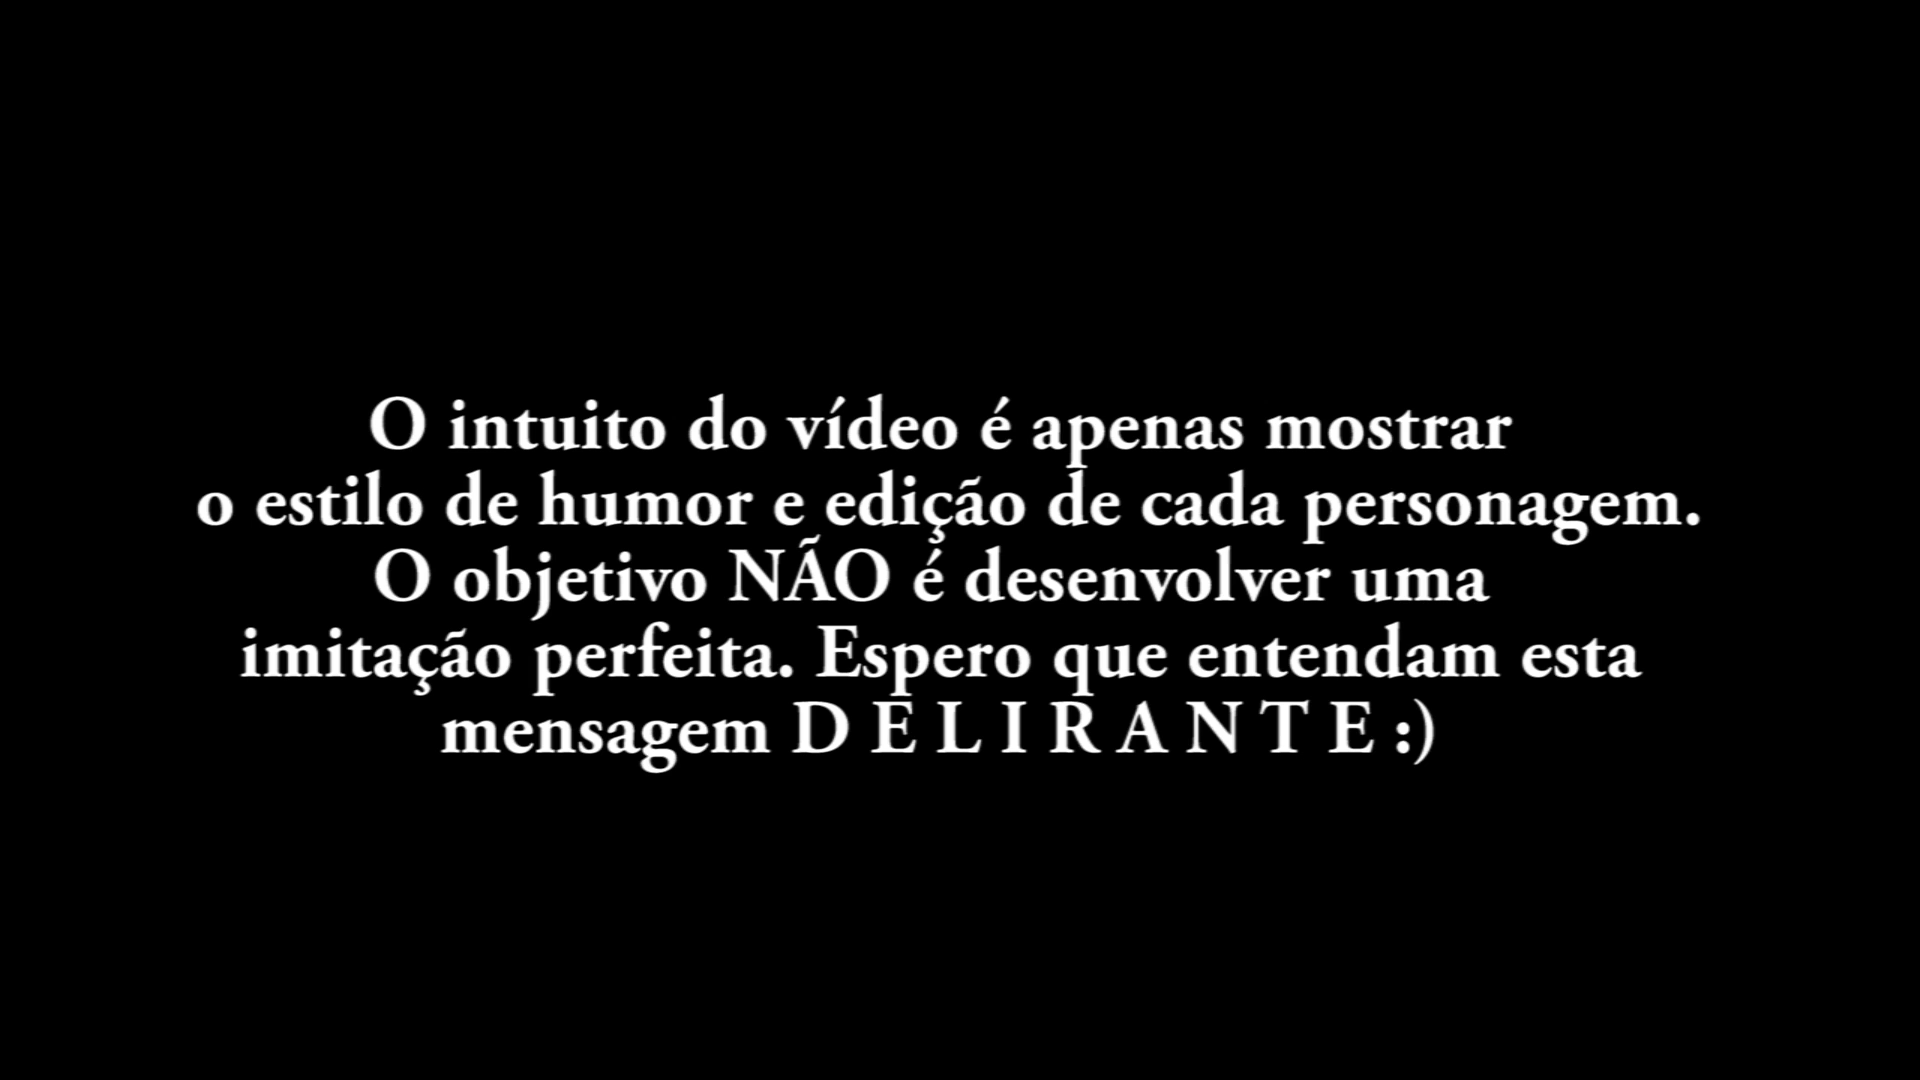 O intuito do vídeo é apenas mostrar
o estilo de humor e edição de cada personagem.
O objetivo NÃO é desenvolver uma
imitação perfeita. Espero que entendam esta
mensagem D E L I R A N T E :)